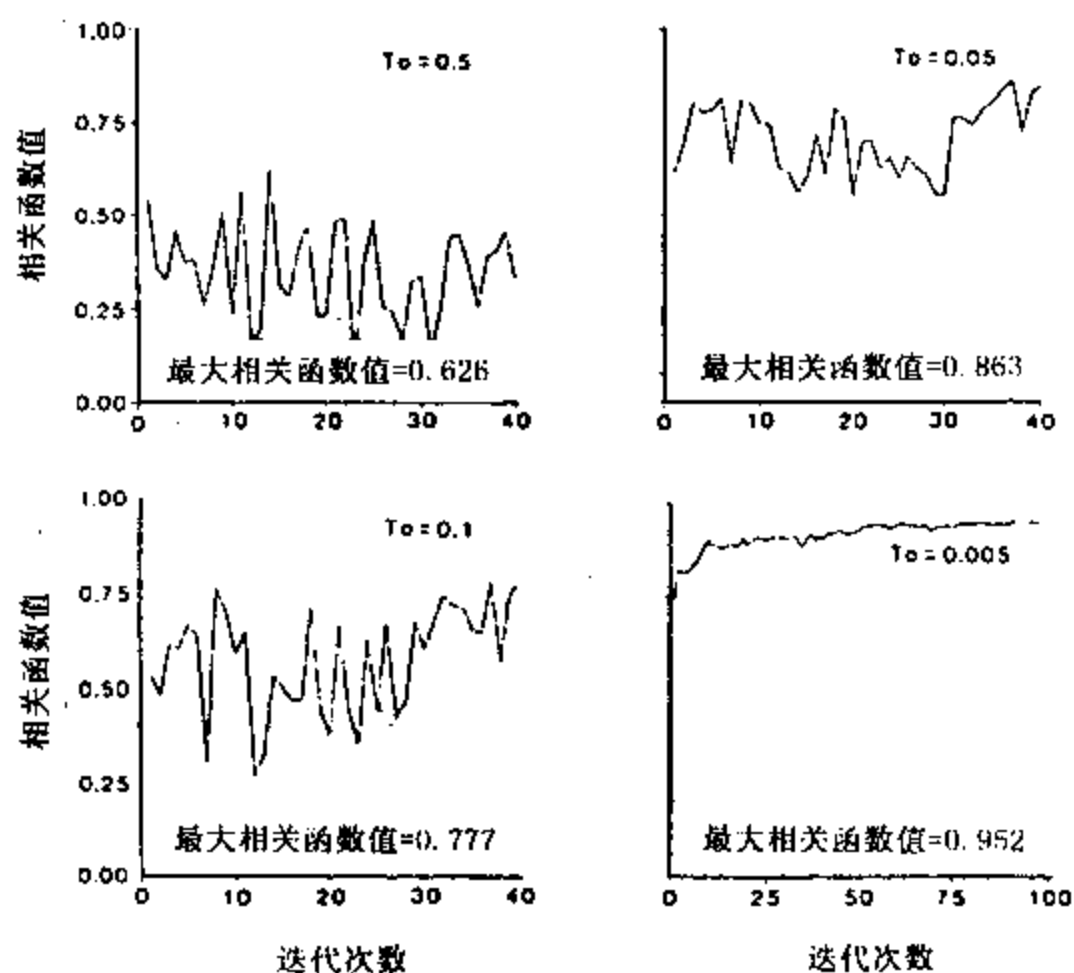 1.00
To = 0.5
0.75
0.50
0.25
0.00
相关函数值
最大相关函数值=0.626
0 10 20 30 40
To = 0.05
最大相关函数值=0.863
0 10 20 30 40
1.00
To = 0.1
0.75
0.50
0.25
0.00
相关函数值
最大相关函数值=0.777
0 10 20 30 40
迭代次数
To = 0.005
最大相关函数值=0.952
0 25 50 75 100
迭代次数